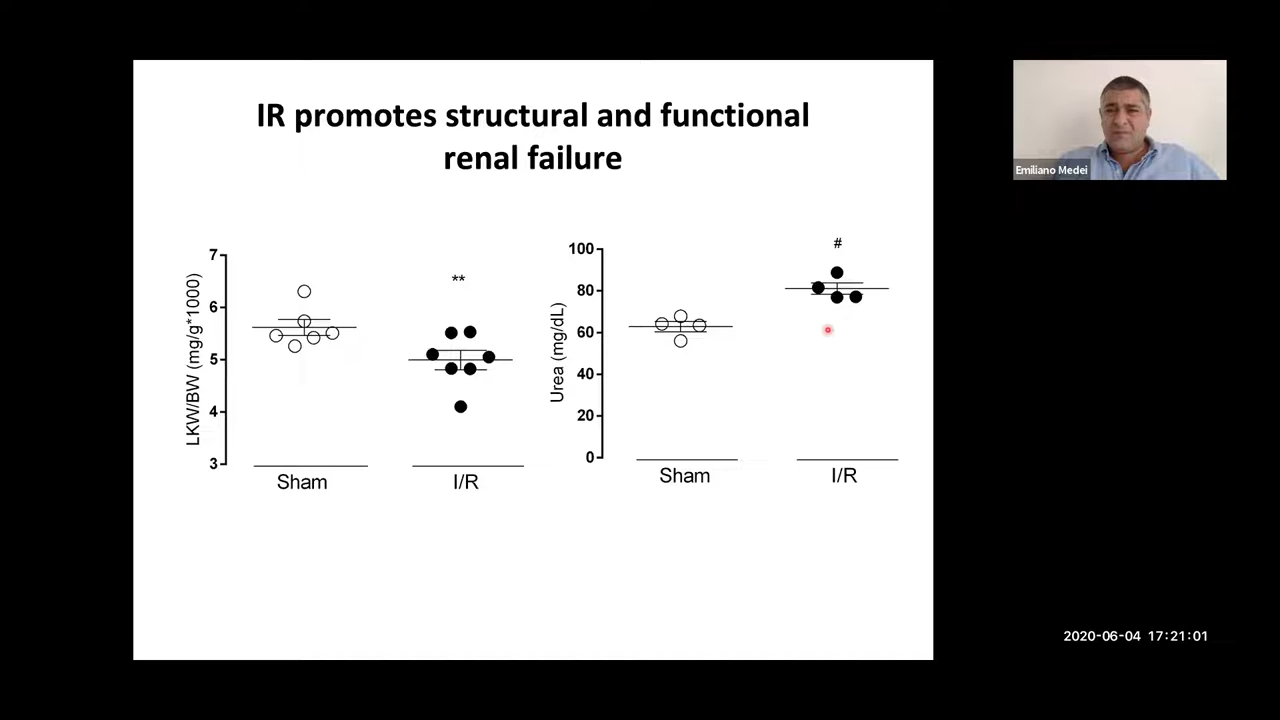 IR promotes structural and functional
renal failure
LKW/BW (mg/g*1000)
7
6
5
4
3
**
Sham
I/R
Urea (mg/dL)
100
80
60
40
20
0
#
Sham
I/R
Emiliano Medei
2020-06-04 17:21:01